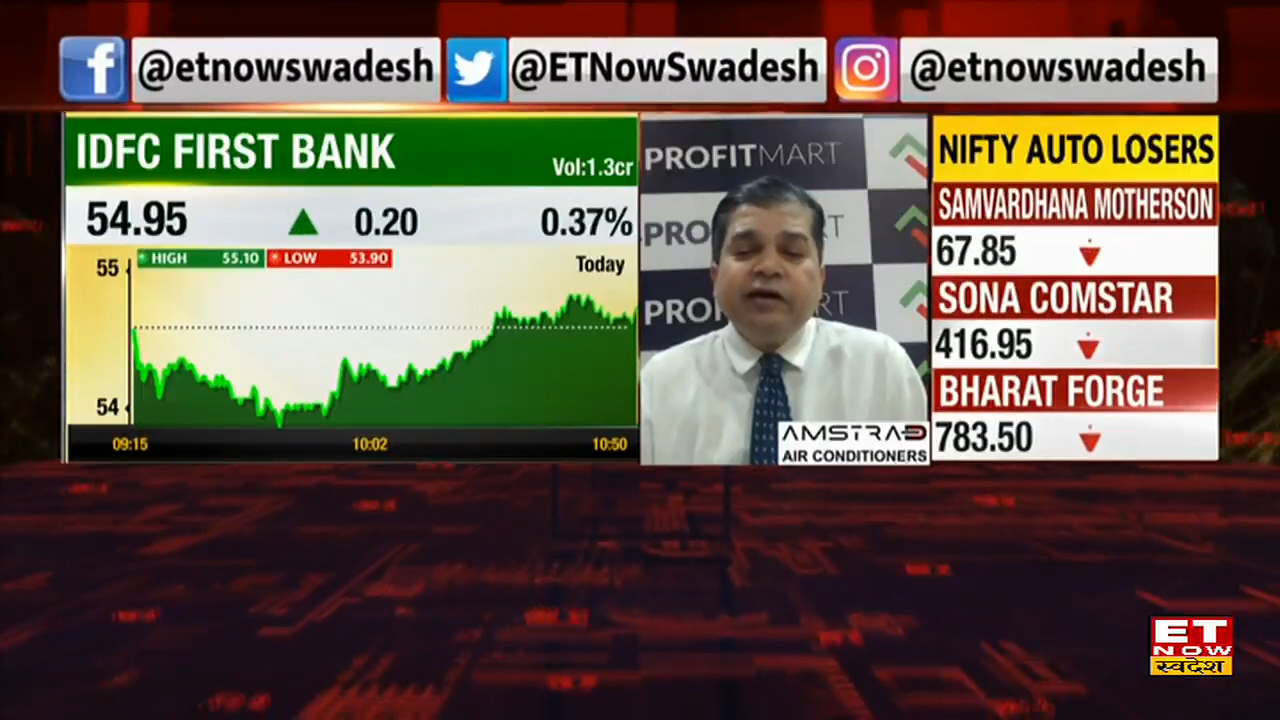 @etnowswadesh
@ETNowSwadesh
@etnowswadesh
IDFC FIRST BANK
Vol:1.3cr
54.95 ▲ 0.20 0.37%
HIGH 55.10 LOW 53.90
Today
55
54
09:15 10:02 10:50
PROFITMART
AMSTRAD
AIR CONDITIONERS
NIFTY AUTO LOSERS
SAMVARDHANA MOTHERSON
67.85 ▼
SONA COMSTAR
416.95 ▼
BHARAT FORGE
783.50 ▼
ET
NOW
स्वदेश